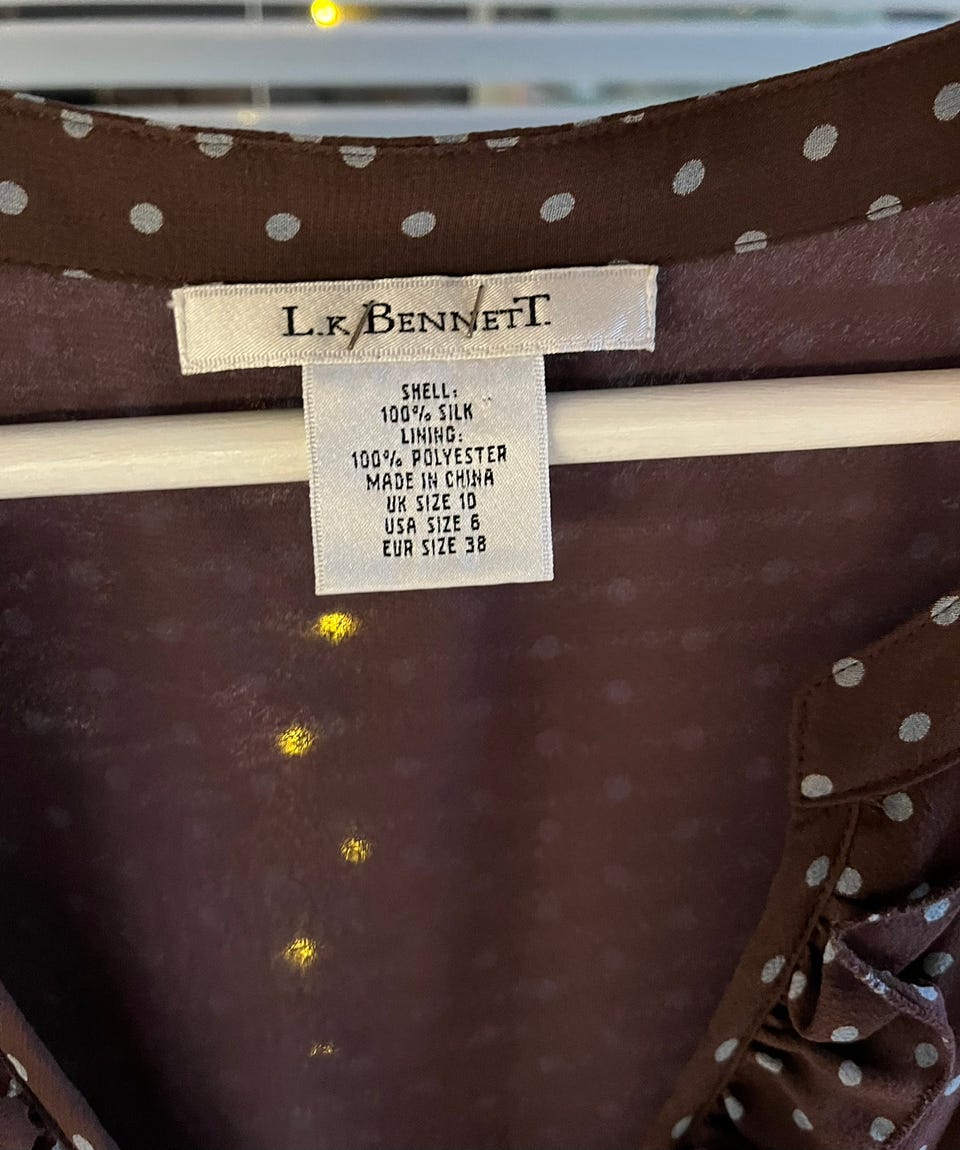 L.K BENNETT.
SHELL:
100% SILK
LINING:
100% POLYESTER
MADE IN CHINA
UK SIZE 10
USA SIZE 6
EUR SIZE 38